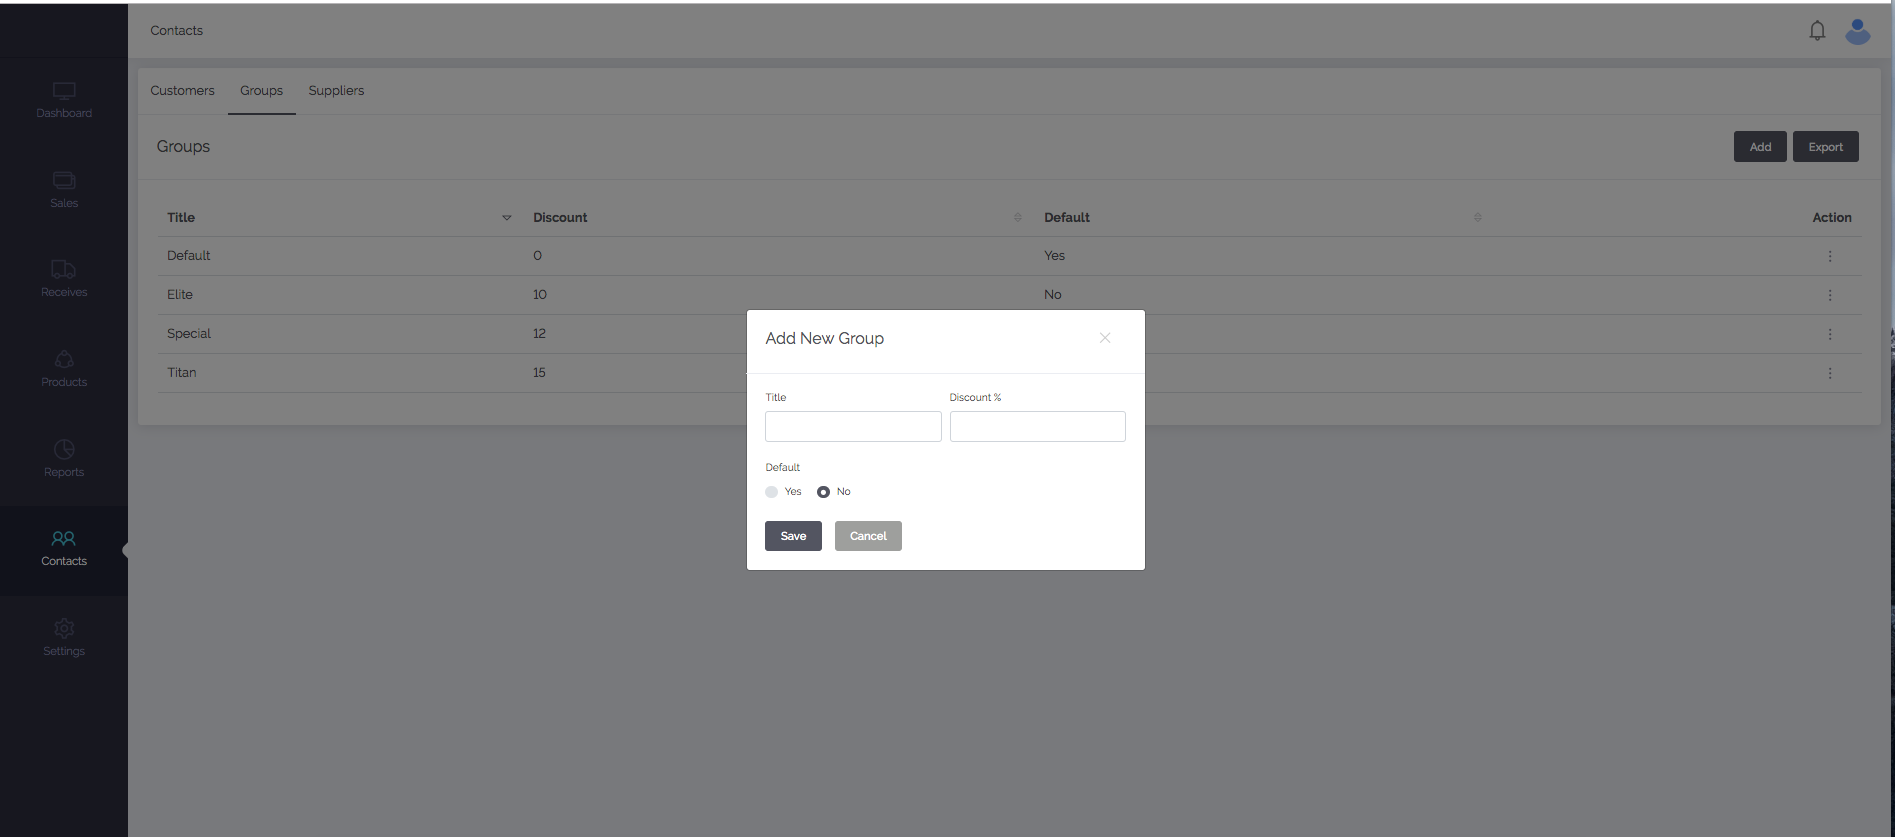 Contacts
Dashboard
Sales
Receives
Products
Reports
Contacts
Settings
Customers Groups Suppliers
Groups
Add Export
Title Discount Default Action
Default 0 Yes
Elite 10 No
Special 12
Titan 15
Add New Group
Title Discount %
Default
Yes No
Save Cancel